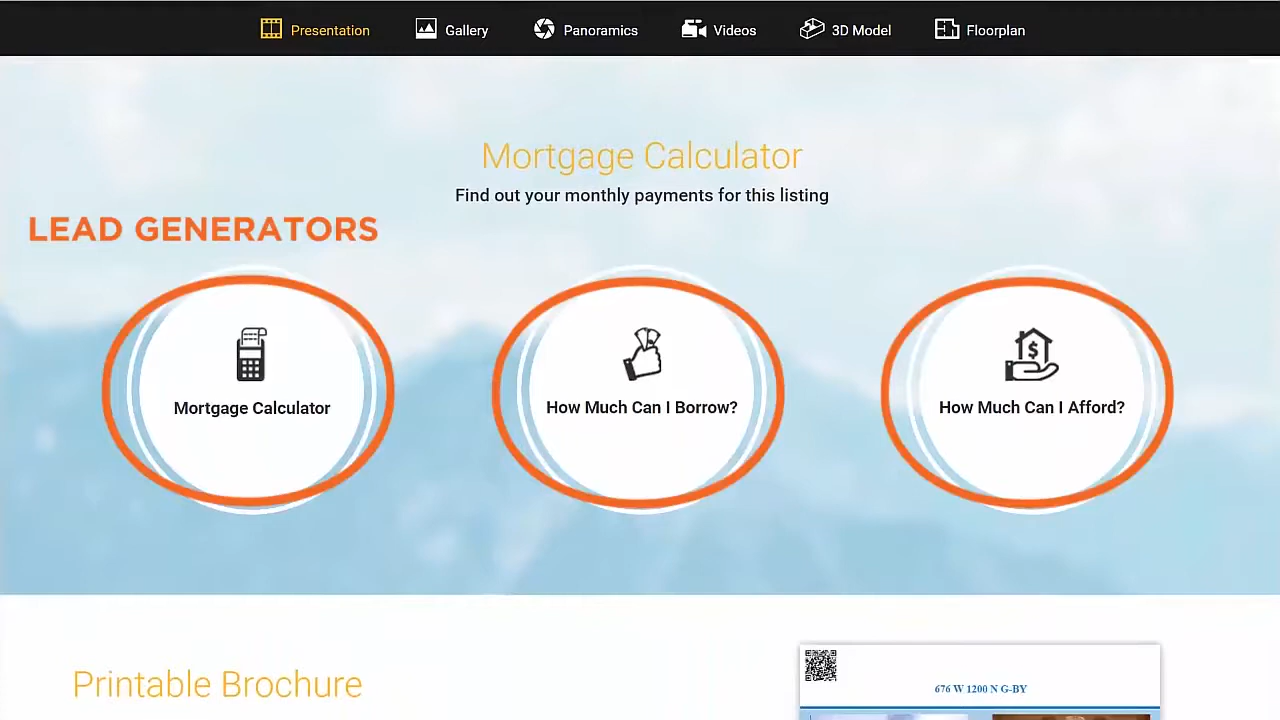 Presentation Gallery Panoramics Videos 3D Model Floorplan
Mortgage Calculator
Find out your monthly payments for this listing
LEAD GENERATORS
Mortgage Calculator
How Much Can I Borrow?
How Much Can I Afford?
Printable Brochure
676 W 1200 N G-BY